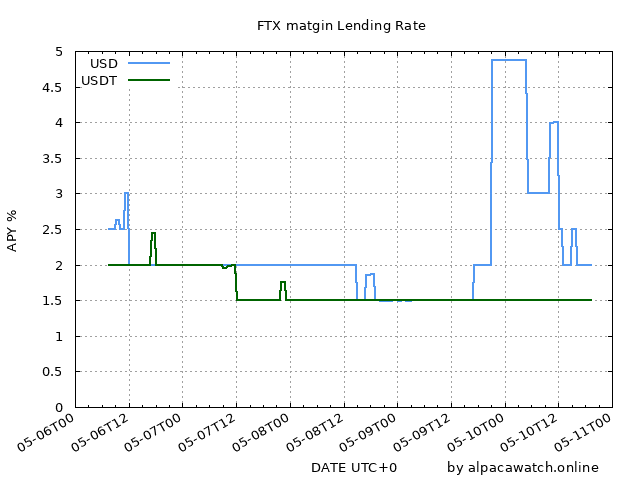 FTX matgin Lending Rate
USD
USDT
5
4.5
4
3.5
3
2.5
2
1.5
1
0.5
0
APY %
05-06T00
05-06T12
05-07T00
05-07T12
05-08T00
05-08T12
05-09T00
05-09T12
05-10T00
05-10T12
05-11T00
DATE UTC+0
by alpacawatch.online